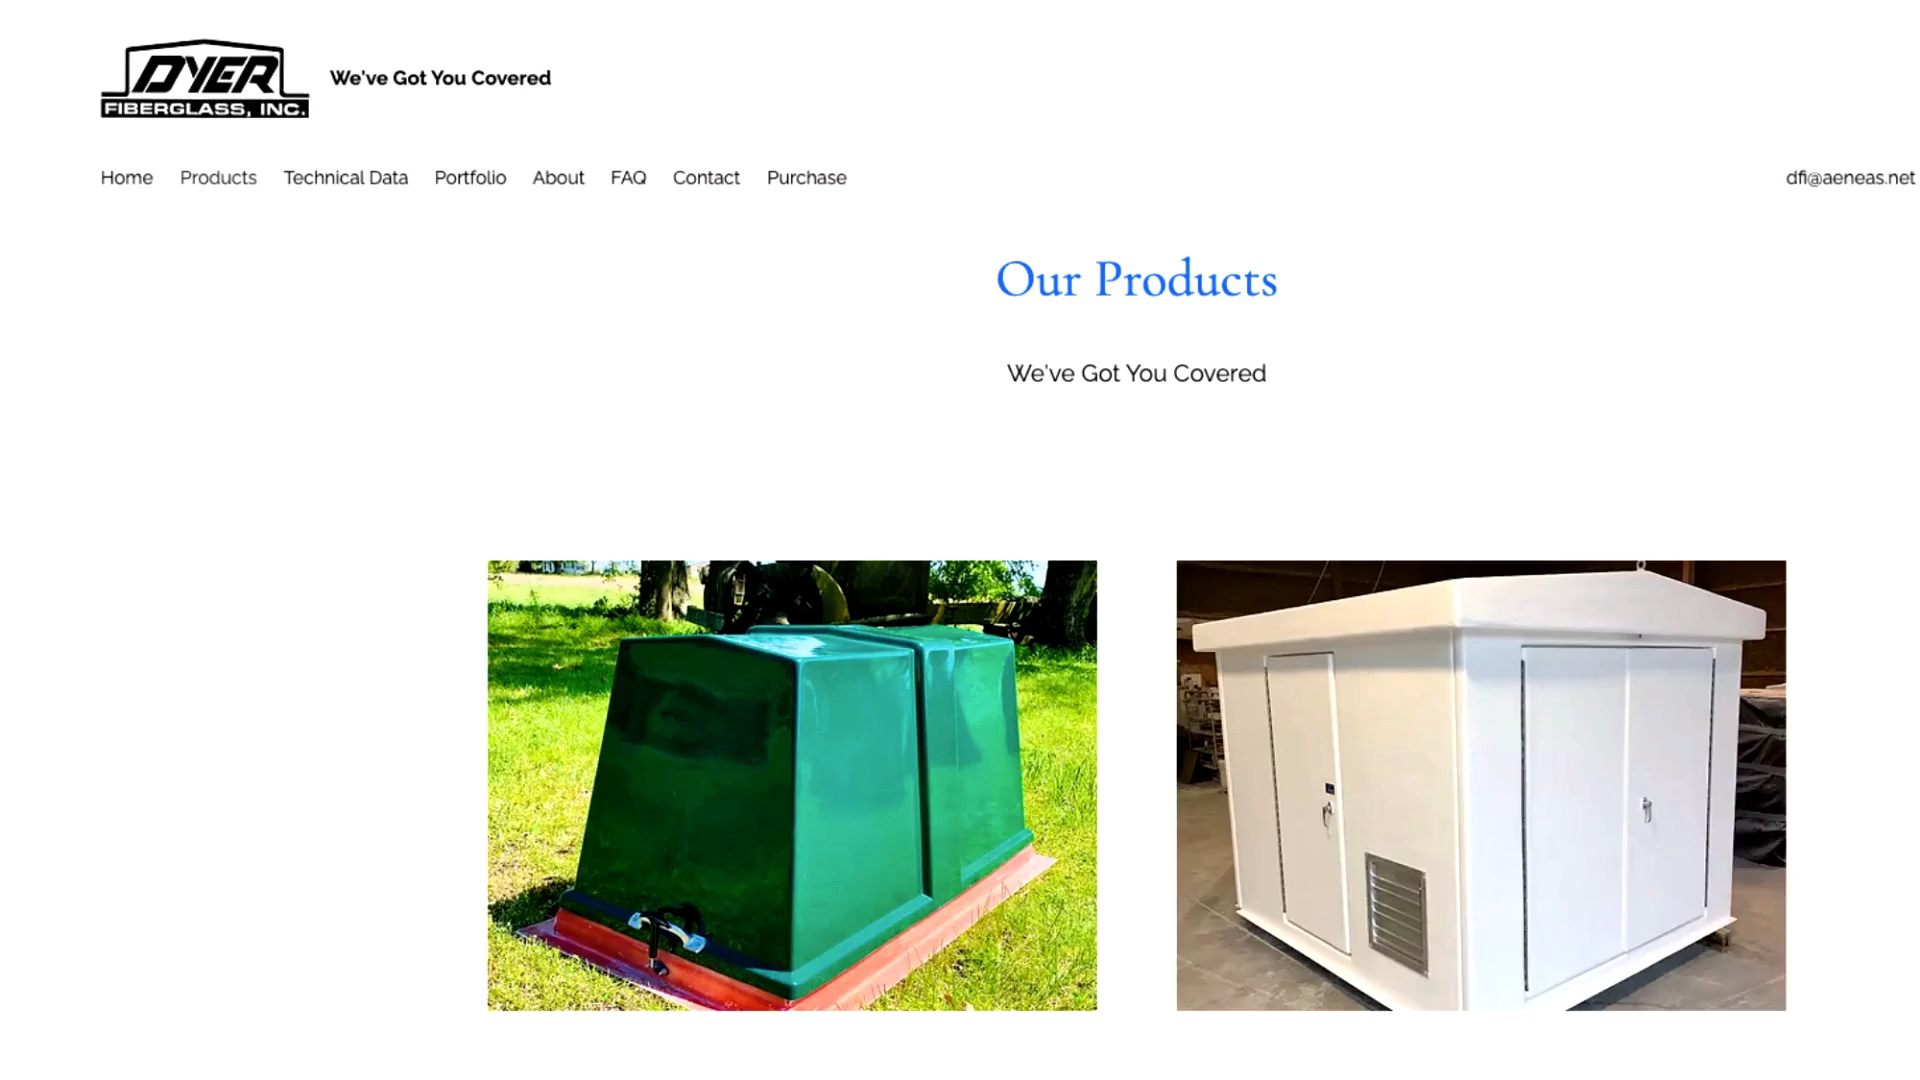 DYER
FIBERGLASS, INC.
We've Got You Covered
Home Products Technical Data Portfolio About FAQ Contact Purchase dfi@aeneas.net
Our Products
We've Got You Covered